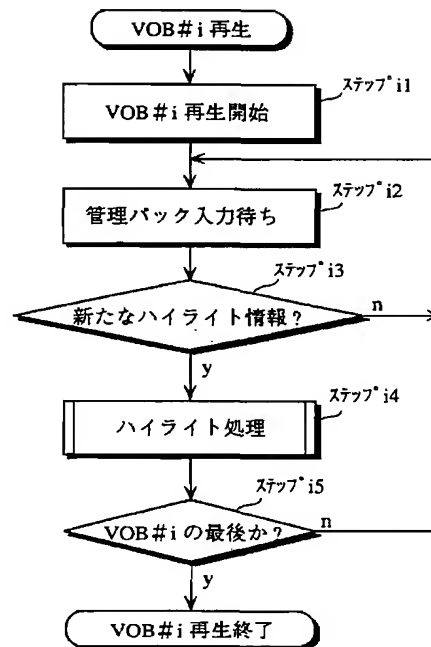 VOB#i 再生
ｽﾃｯﾌﾟi1
VOB#i 再生開始
ｽﾃｯﾌﾟi2
管理パック入力待ち
ｽﾃｯﾌﾟi3
新たなハイライト情報?
n
y
ｽﾃｯﾌﾟi4
ハイライト処理
ｽﾃｯﾌﾟi5
VOB#i の最後か?
n
y
VOB#i 再生終了